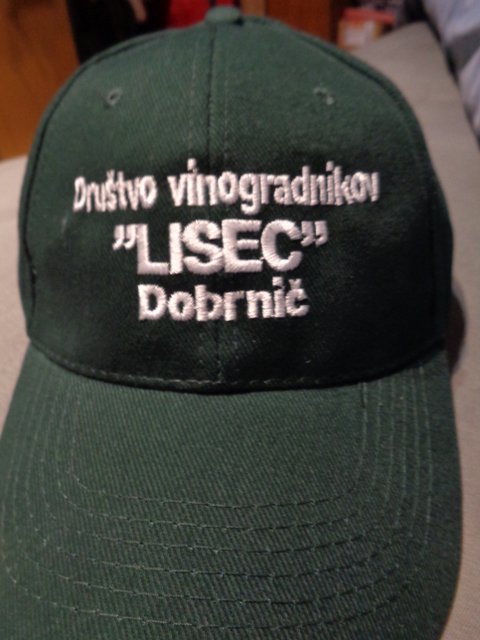 Društvo vinogradnikov
”LISEC”
Dobrnič